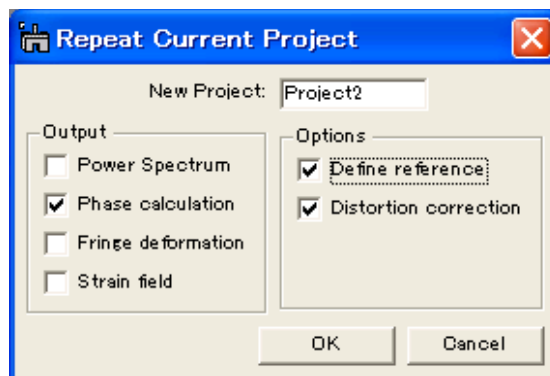 Repeat Current Project
New Project: Project2
Output
Power Spectrum
Phase calculation
Fringe deformation
Strain field
Options
Define reference
Distortion correction
OK Cancel